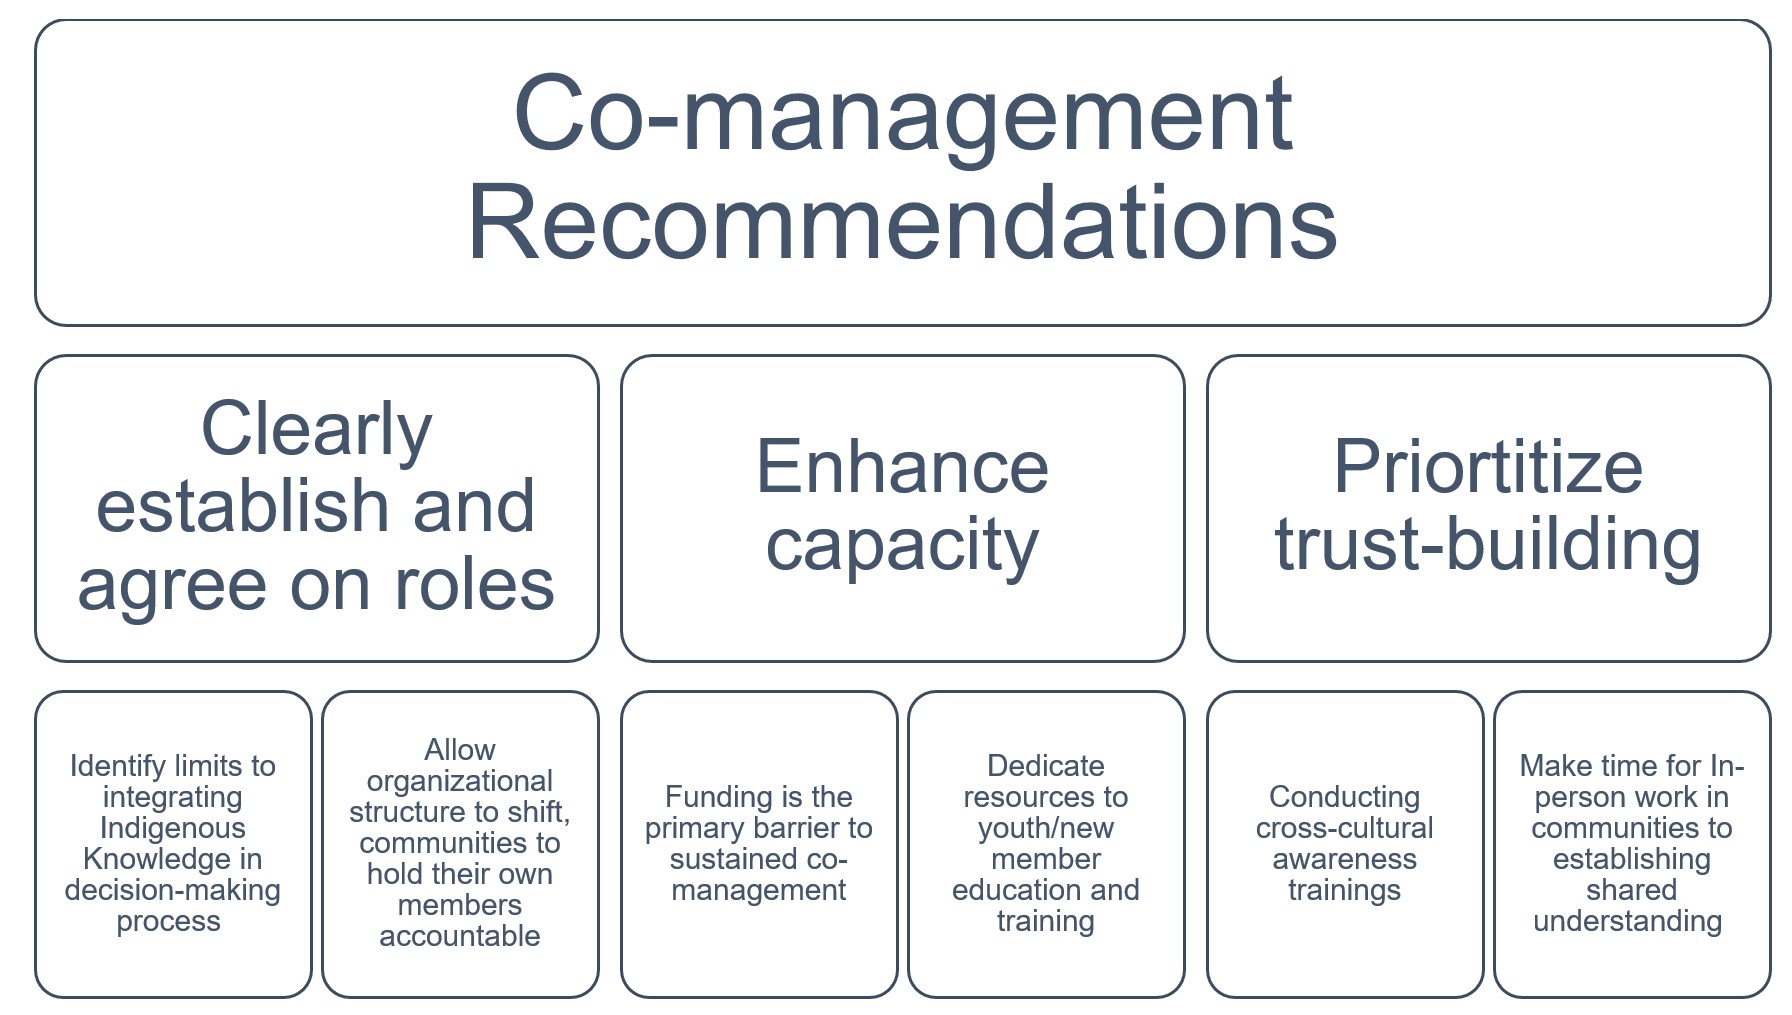 Co-management
Recommendations
Clearly
establish and
agree on roles
Enhance
capacity
Priortitize
trust-building
Identify limits to
integrating
Indigenous
Knowledge in
decision-making
process
Allow
organizational
structure to shift,
communities to
hold their own
members
accountable
Funding is the
primary barrier to
sustained co-
management
Dedicate
resources to
youth/new
member
education and
training
Conducting
cross-cultural
awareness
trainings
Make time for In-
person work in
communities to
establishing
shared
understanding